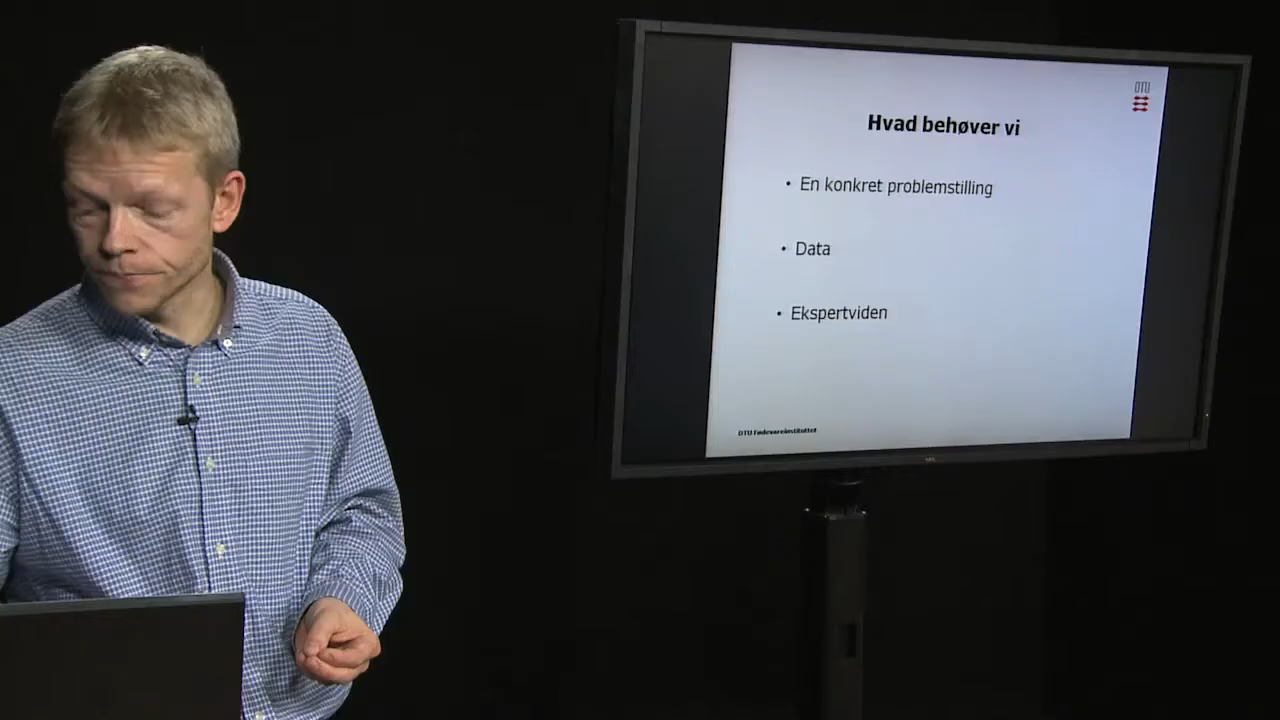 DTU
Hvad behøver vi
• En konkret problemstilling
• Data
• Ekspertviden
DTU Fødevareinstituttet